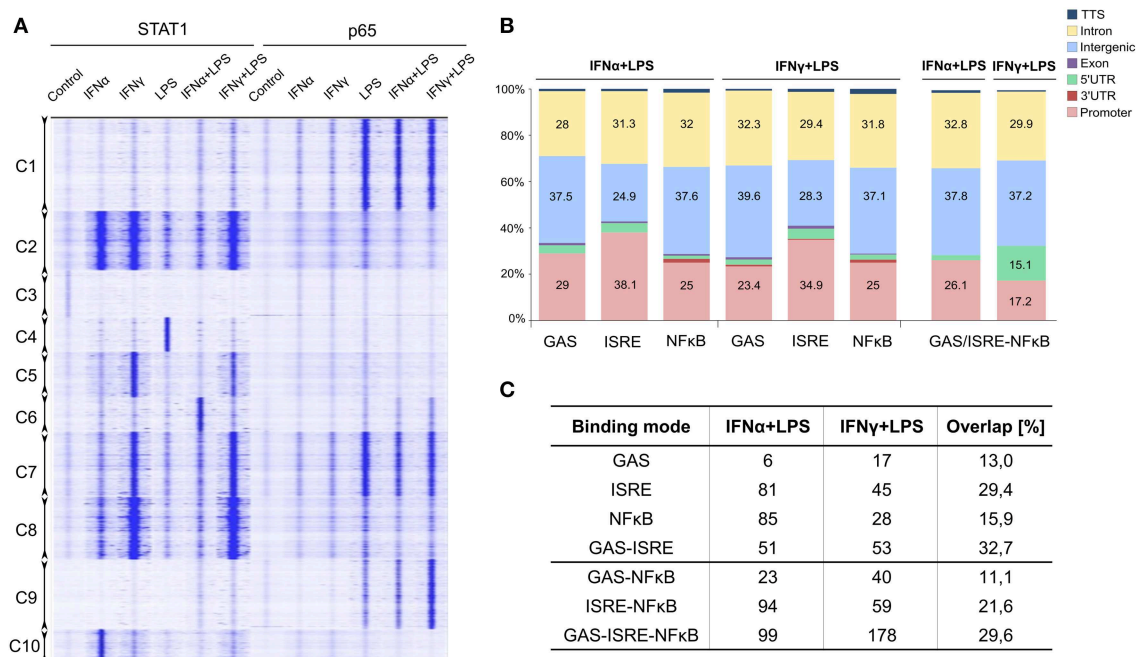 A
STAT1 p65
Control IFNα IFNγ LPS IFNα+LPS IFNγ+LPS Control IFNα IFNγ LPS IFNα+LPS IFNγ+LPS
C1
C2
C3
C4
C5
C6
C7
C8
C9
C10
B
TTS
Intron
Intergenic
Exon
5'UTR
3'UTR
Promoter
IFNα+LPS IFNγ+LPS IFNα+LPS IFNγ+LPS
100%
28 31.3 32 32.3 29.4 31.8 32.8 29.9
80%
60%
37.5 24.9 37.6 39.6 28.3 37.1 37.8 37.2
40%
15.1
20%
29 38.1 25 23.4 34.9 25 26.1 17.2
0%
GAS ISRE NFκB GAS ISRE NFκB GAS/ISRE-NFκB
C
Binding mode IFNα+LPS IFNγ+LPS Overlap [%]
GAS 6 17 13,0
ISRE 81 45 29,4
NFκB 85 28 15,9
GAS-ISRE 51 53 32,7
GAS-NFκB 23 40 11,1
ISRE-NFκB 94 59 21,6
GAS-ISRE-NFκB 99 178 29,6